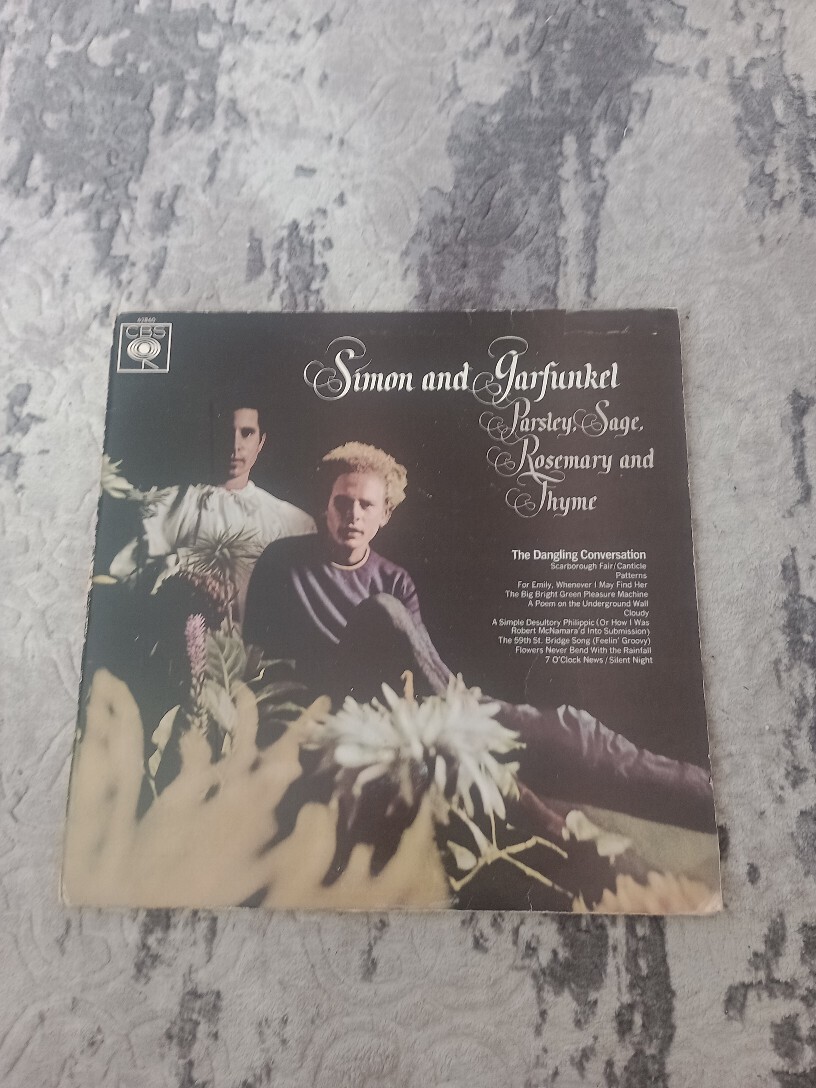 62860
CBS
Simon and Garfunkel
Parsley, Sage,
Rosemary and
Thyme
The Dangling Conversation
Scarborough Fair/Canticle
Patterns
For Emily, Whenever I May Find Her
The Big Bright Green Pleasure Machine
A Poem on the Underground Wall
Cloudy
A Simple Desultory Philippic (Or How I Was
Robert McNamara'd Into Submission)
The 59th St. Bridge Song (Feelin' Groovy)
Flowers Never Bend With the Rainfall
7 O'Clock News/Silent Night